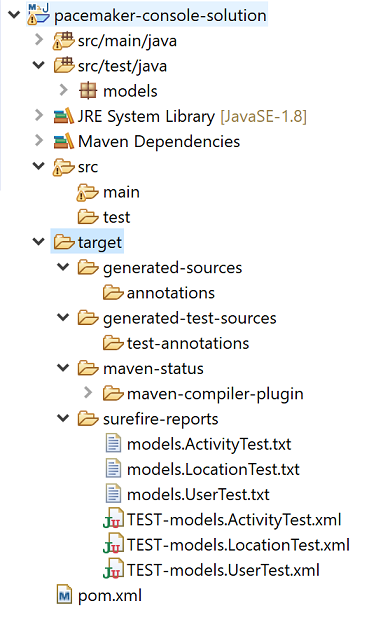 pacemaker-console-solution
src/main/java
src/test/java
models
JRE System Library [JavaSE-1.8]
Maven Dependencies
src
main
test
target
generated-sources
annotations
generated-test-sources
test-annotations
maven-status
maven-compiler-plugin
surefire-reports
models.ActivityTest.txt
models.LocationTest.txt
models.UserTest.txt
TEST-models.ActivityTest.xml
TEST-models.LocationTest.xml
TEST-models.UserTest.xml
pom.xml